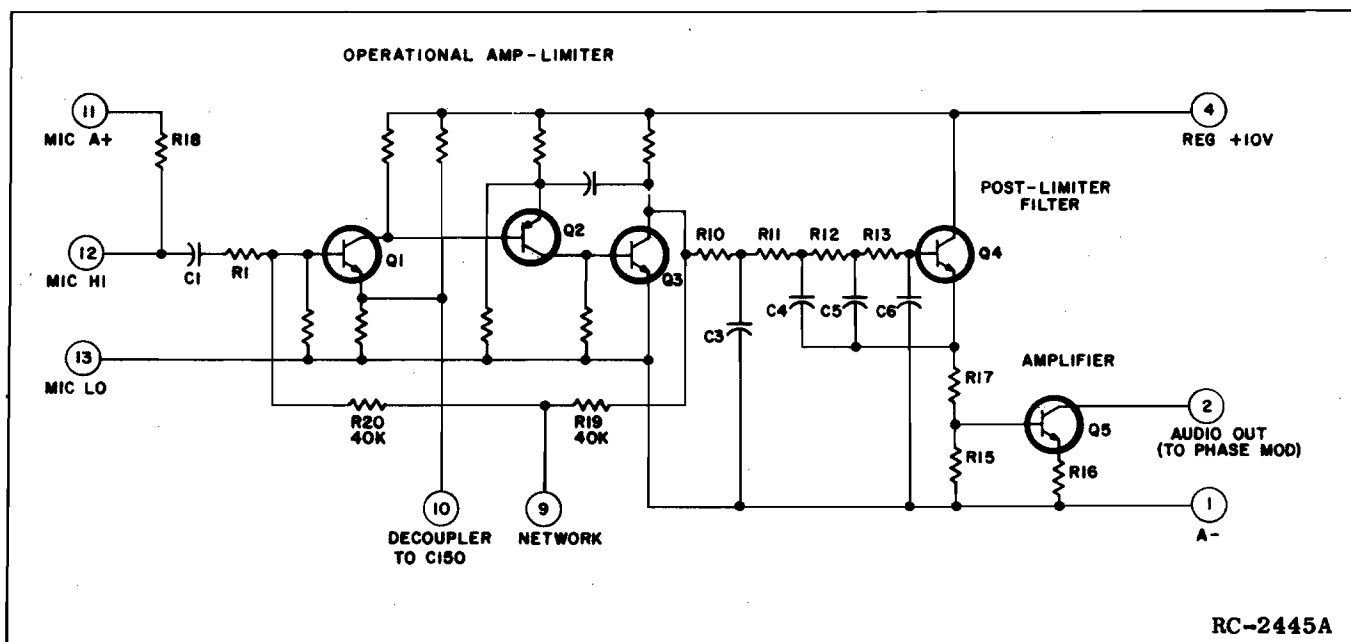 OPERATIONAL AMP-LIMITER
11
MIC A+
R18
4
REG +10V
POST-LIMITER
FILTER
Q2
12
MIC HI
C1
R1
Q1
Q3
R10
R11
R12
R13
Q4
C3
C4
C5
C6
13
MIC LO
R20
40K
R19
40K
R17
AMPLIFIER
Q5
2
AUDIO OUT
(TO PHASE MOD)
R15
R16
10
DECOUPLER
TO C150
9
NETWORK
1
A-
RC-2445A